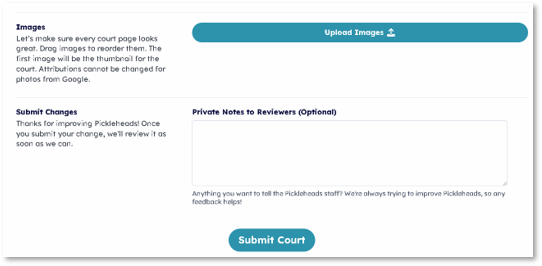 Images
Let's make sure every court page looks
great. Drag images to reorder them. The
first image will be the thumbnail for the
court. Attributions cannot be changed for
photos from Google.
Upload Images
Submit Changes
Thanks for improving Pickleheads! Once
you submit your change, we'll review it as
soon as we can.
Private Notes to Reviewers (Optional)
Anything you want to tell the Pickleheads staff? We're always trying to improve Pickleheads, so any
feedback helps!
Submit Court